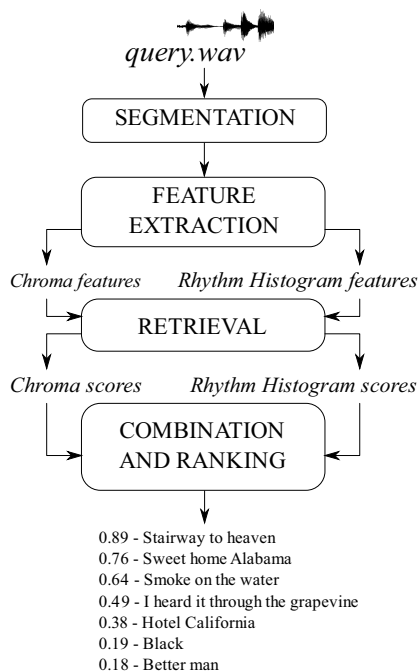 query.wav
SEGMENTATION
FEATURE
EXTRACTION
Chroma features
Rhythm Histogram features
RETRIEVAL
Chroma scores
Rhythm Histogram scores
COMBINATION
AND RANKING
0.89 - Stairway to heaven
0.76 - Sweet home Alabama
0.64 - Smoke on the water
0.49 - I heard it through the grapevine
0.38 - Hotel California
0.19 - Black
0.18 - Better man